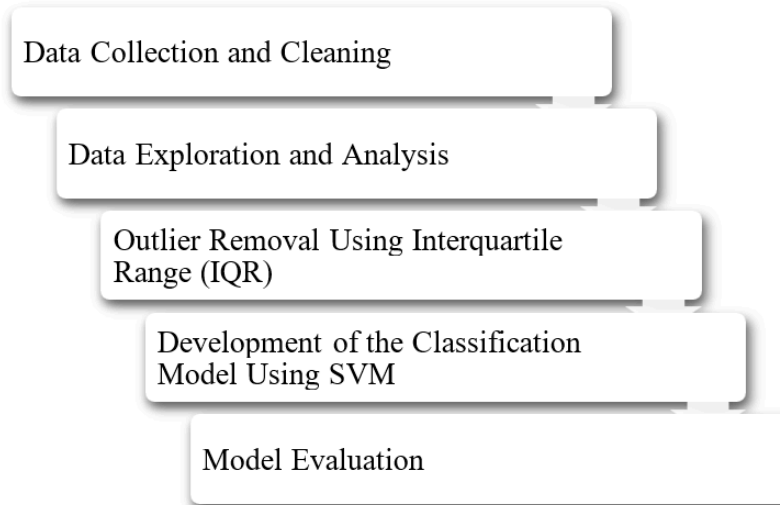 Data Collection and Cleaning
Data Exploration and Analysis
Outlier Removal Using Interquartile
Range (IQR)
Development of the Classification
Model Using SVM
Model Evaluation